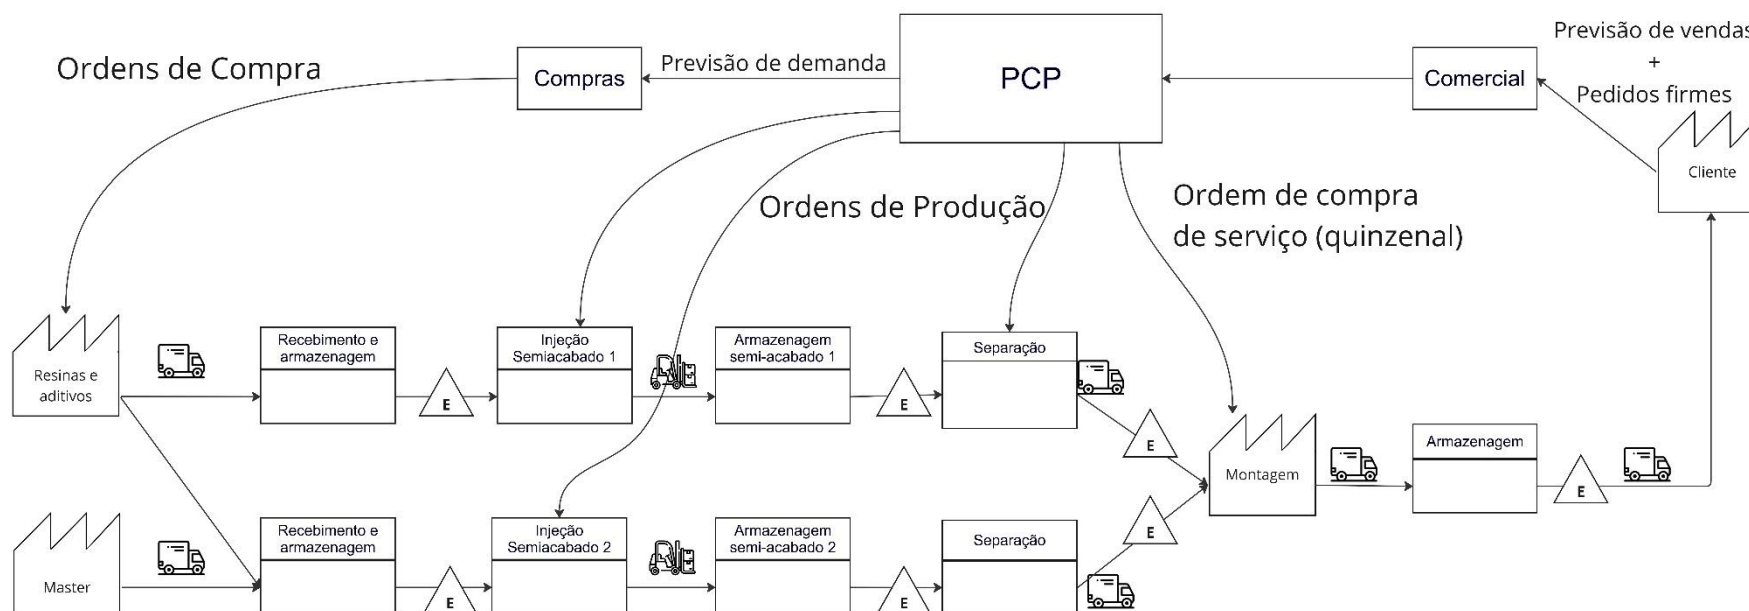 Previsão de vendas
+
Pedidos firmes
Ordens de Compra
Compras
Previsão de demanda
PCP
Comercial
Cliente
Ordens de Produção
Ordem de compra
de serviço (quinzenal)
Resinas e
aditivos
Recebimento e
armazenagem
E
Injeção
Semiacabado 1
Armazenagem
semi-acabado 1
E
Separação
E
Montagem
Armazenagem
E
Master
Recebimento e
armazenagem
E
Injeção
Semiacabado 2
Armazenagem
semi-acabado 2
E
Separação
E